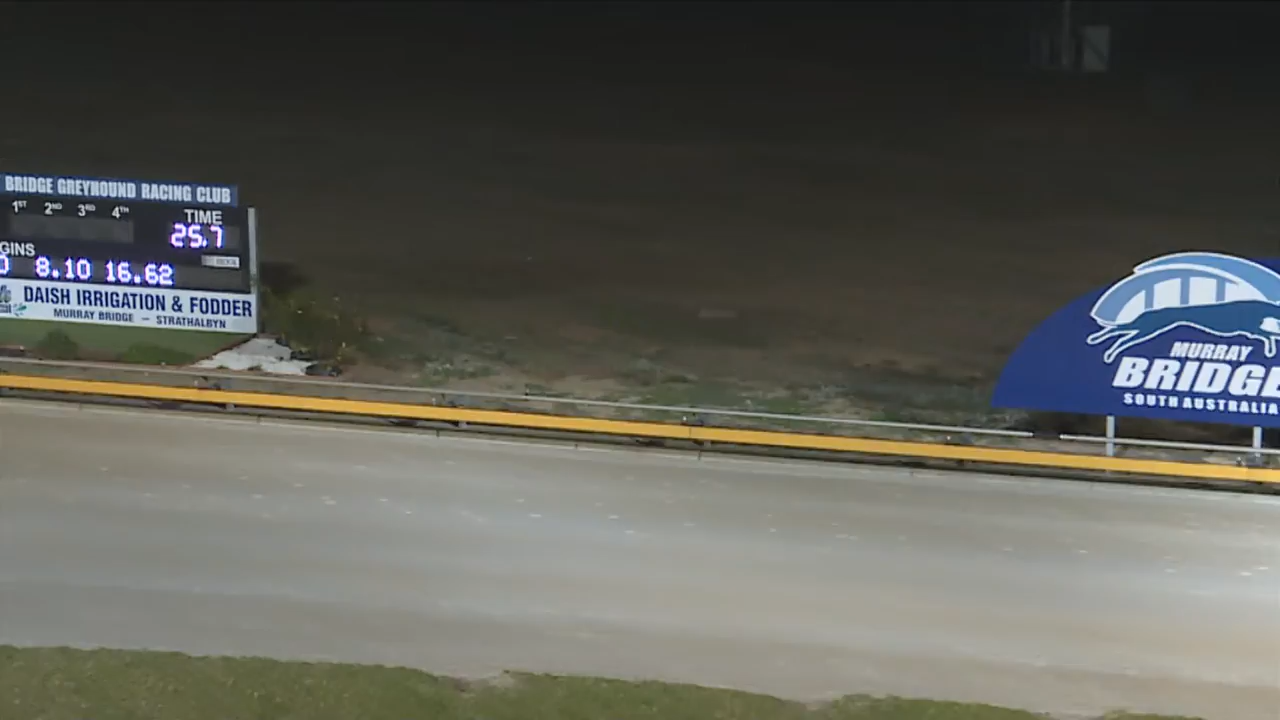 BRIDGE GREYHOUND RACING CLUB
1ST 2ND 3RD 4TH TIME
25.7
GINS
0 8.10 16.62
DAISH IRRIGATION & FODDER
MURRAY BRIDGE – STRATHALBYN
MURRAY
BRIDGE
SOUTH AUSTRALIA